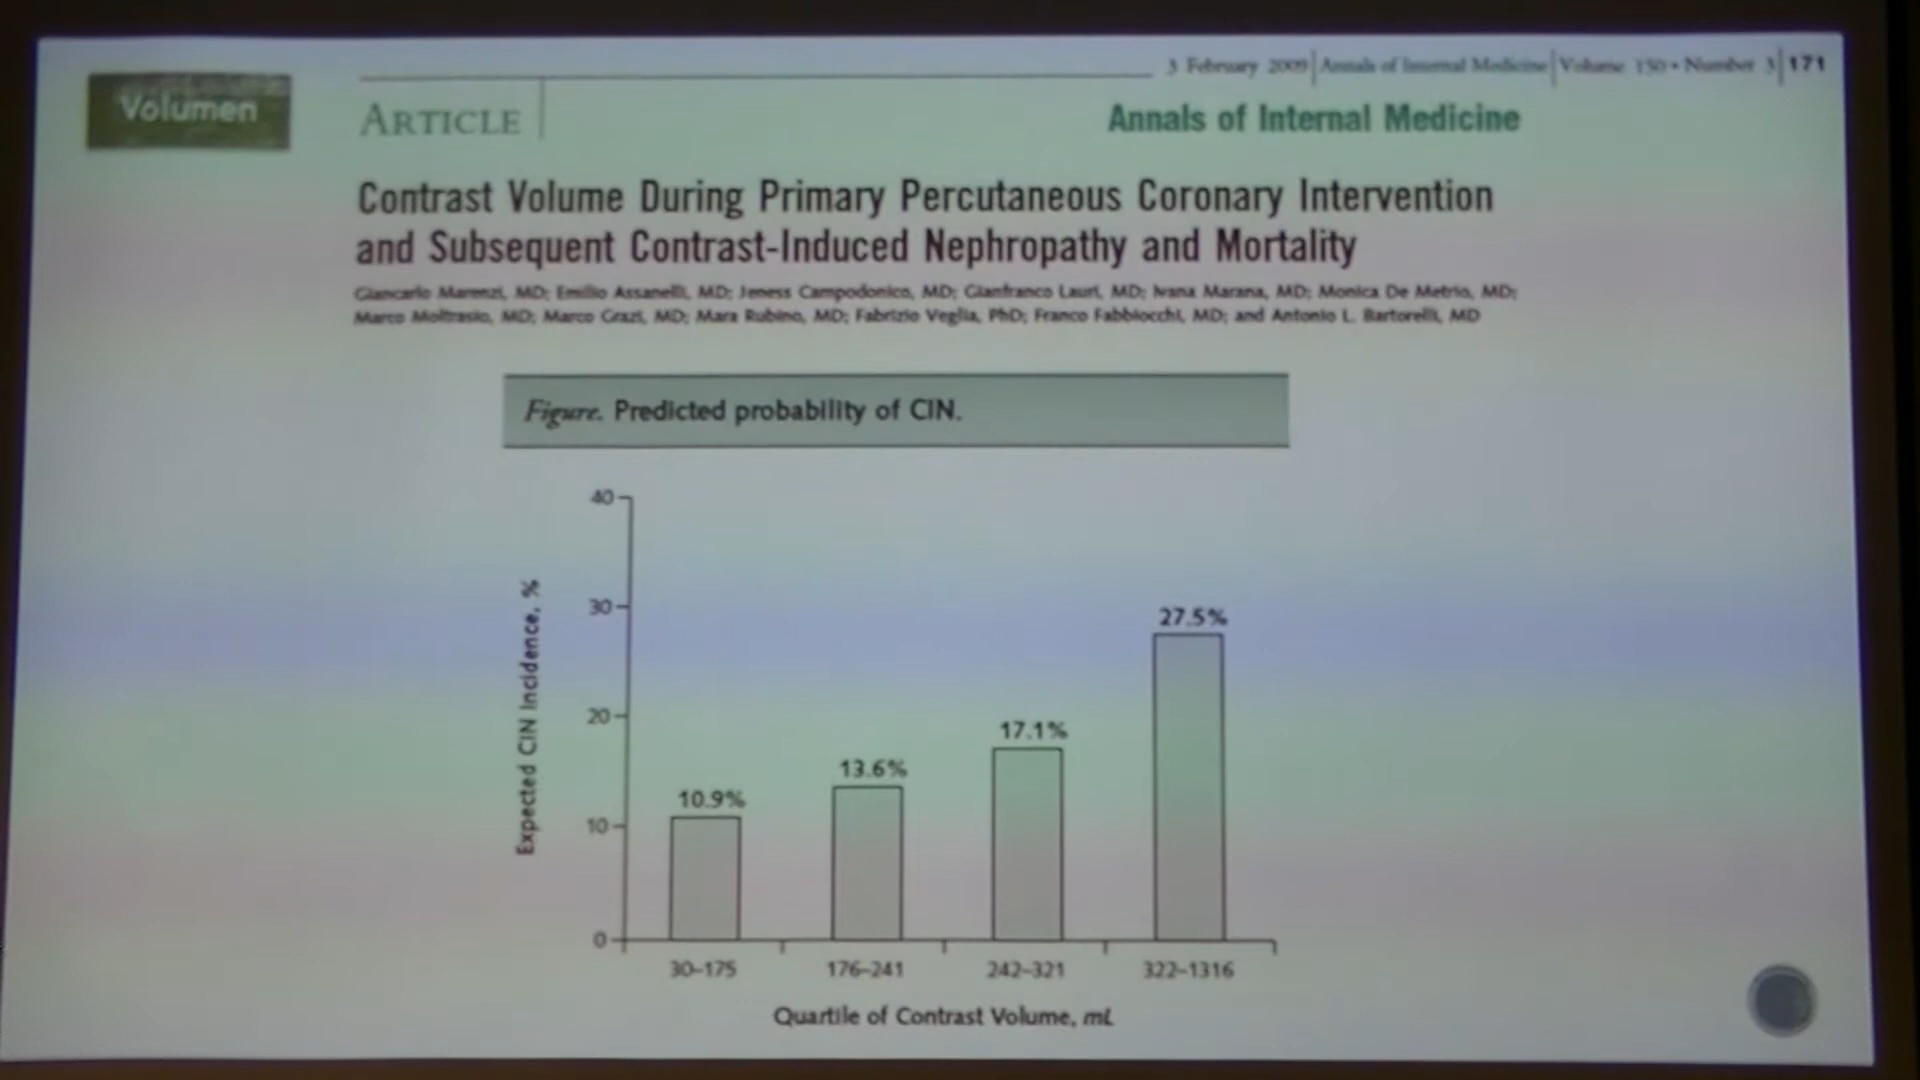 Volumen
3 February 2009 | Annals of Internal Medicine | Volume 150 • Number 3 | 171
ARTICLE
Annals of Internal Medicine
Contrast Volume During Primary Percutaneous Coronary Intervention
and Subsequent Contrast-Induced Nephropathy and Mortality
Giancarlo Marenzi, MD; Emilio Assanelli, MD; Jeness Campodonico, MD; Gianfranco Lauri, MD; Ivana Marana, MD; Monica De Metrio, MD;
Marco Moltrasio, MD; Marco Grazi, MD; Mara Rubino, MD; Fabrizio Veglia, PhD; Franco Fabbiocchi, MD; and Antonio L. Bartorelli, MD
Figure. Predicted probability of CIN.
Expected CIN Incidence, %
40
30
20
10
0
10.9%
13.6%
17.1%
27.5%
30–175
176–241
242–321
322–1316
Quartile of Contrast Volume, mL